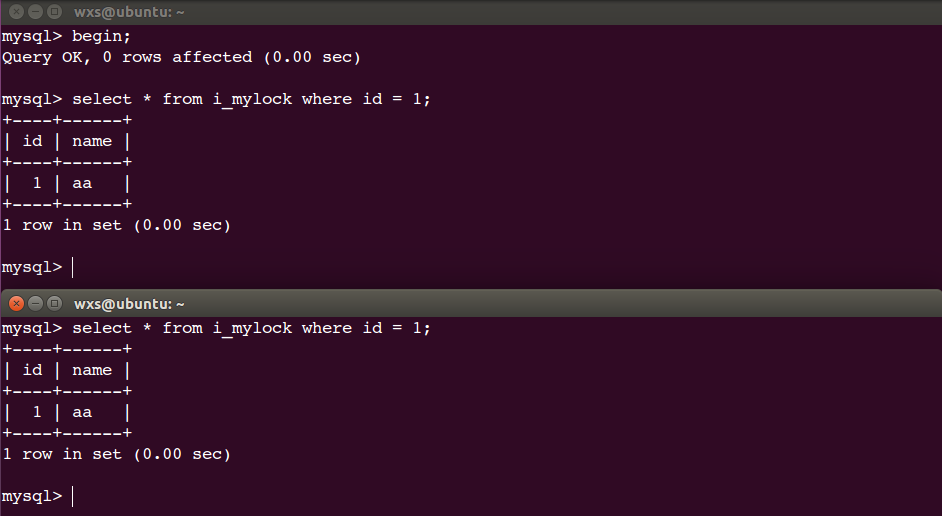 wxs@ubuntu: ~
mysql> begin;
Query OK, 0 rows affected (0.00 sec)
mysql> select * from i_mylock where id = 1;
+----+------+
| id | name |
+----+------+
|  1 | aa   |
+----+------+
1 row in set (0.00 sec)
mysql>
wxs@ubuntu: ~
mysql> select * from i_mylock where id = 1;
+----+------+
| id | name |
+----+------+
|  1 | aa   |
+----+------+
1 row in set (0.00 sec)
mysql>